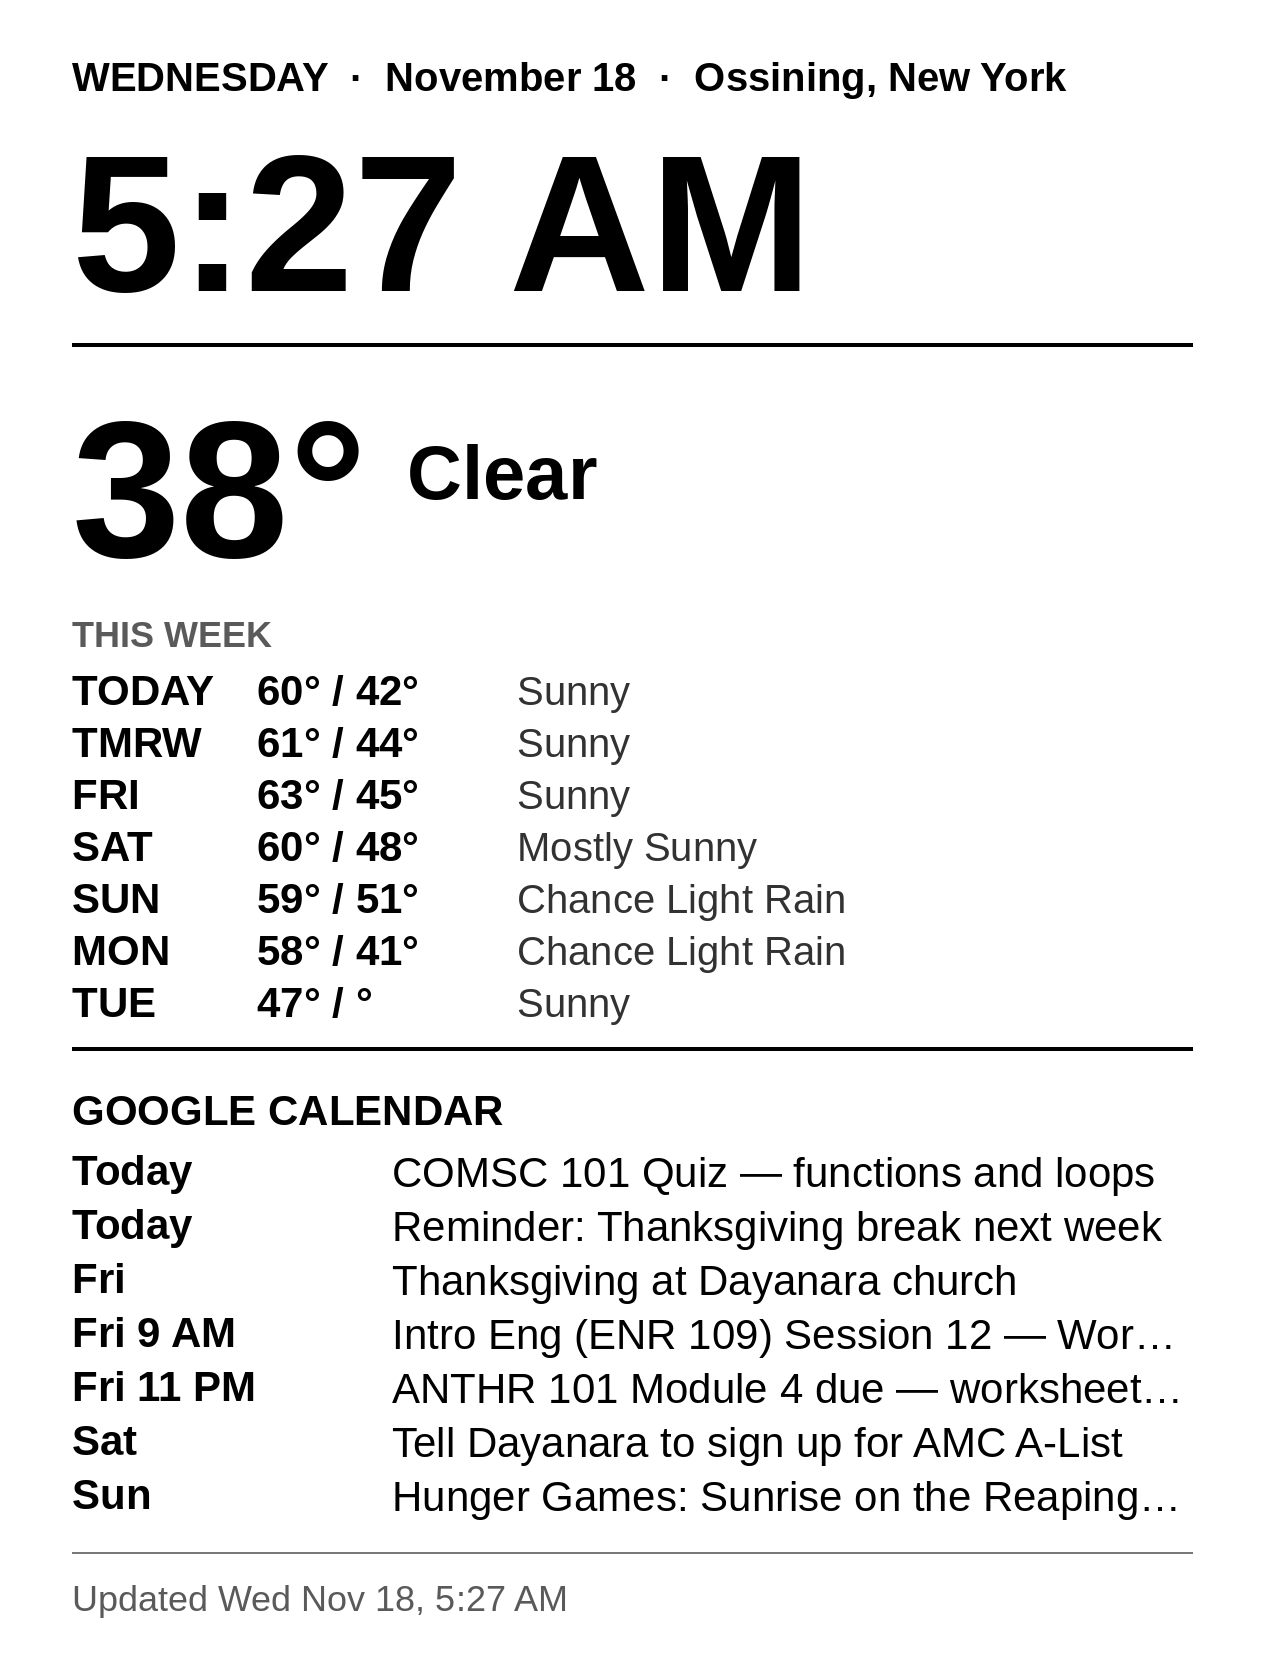 WEDNESDAY · November 18 · Ossining, New York
5:27 AM
38° Clear
THIS WEEK
TODAY 60° / 42° Sunny
TMRW 61° / 44° Sunny
FRI 63° / 45° Sunny
SAT 60° / 48° Mostly Sunny
SUN 59° / 51° Chance Light Rain
MON 58° / 41° Chance Light Rain
TUE 47° / ° Sunny
GOOGLE CALENDAR
Today COMSC 101 Quiz — functions and loops
Today Reminder: Thanksgiving break next week
Fri Thanksgiving at Dayanara church
Fri 9 AM Intro Eng (ENR 109) Session 12 — Wor…
Fri 11 PM ANTHR 101 Module 4 due — worksheet…
Sat Tell Dayanara to sign up for AMC A-List
Sun Hunger Games: Sunrise on the Reaping…
Updated Wed Nov 18, 5:27 AM